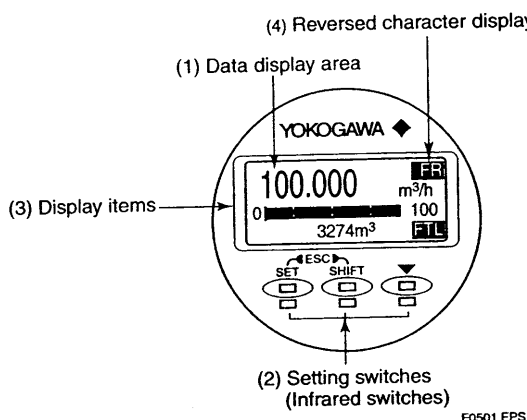 (4) Reversed character display
(1) Data display area
YOKOGAWA
FR
100.000 m³/h
(3) Display items
0 100
3274m³
FTL
ESC
SET SHIFT
(2) Setting switches
(Infrared switches)
F0501.EPS